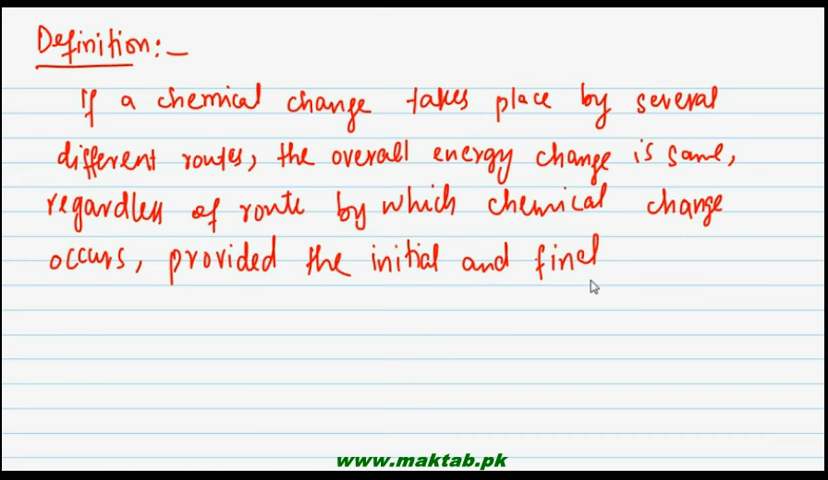 Definition:-
If a chemical change takes place by several
different routes, the overall energy change is same,
regardless of route by which chemical change
occurs, provided the initial and final
www.maktab.pk